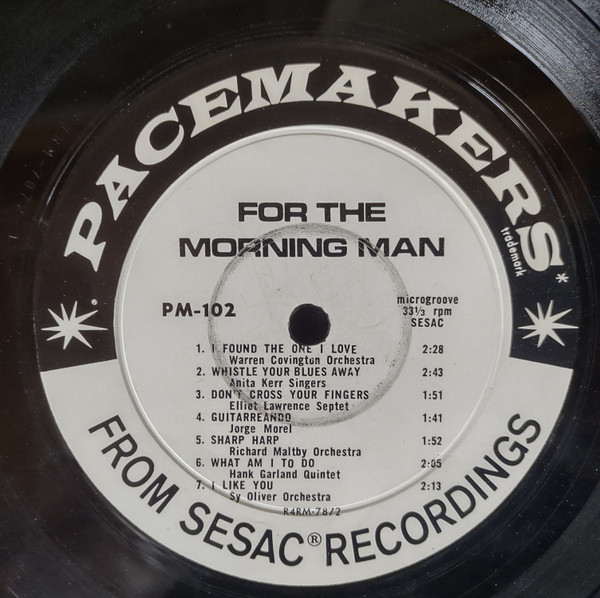 PACEMAKERS*
trademark
FOR THE
MORNING MAN
PM-102
microgroove
33⅓ rpm
SESAC
1. I FOUND THE ONE I LOVE 2:28
Warren Covington Orchestra
2. WHISTLE YOUR BLUES AWAY 2:43
Anita Kerr Singers
3. DON'T CROSS YOUR FINGERS 1:51
Elliot Lawrence Septet
4. GUITARREANDO 1:41
Jorge Morel
5. SHARP HARP 1:52
Richard Maltby Orchestra
6. WHAT AM I TO DO 2:05
Hank Garland Quintet
7. I LIKE YOU 2:13
Sy Oliver Orchestra
R4RM-7872
FROM SESAC® RECORDINGS